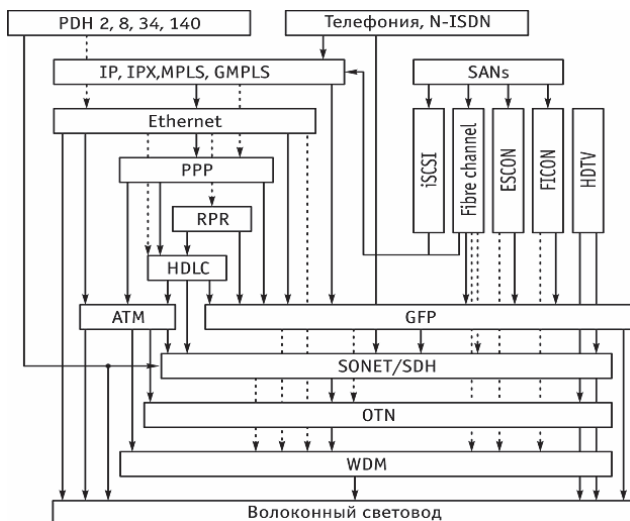 PDH 2, 8, 34, 140
Телефония, N-ISDN
IP, IPX,MPLS, GMPLS
SANs
Ethernet
iSCSI
Fibre channel
ESCON
FICON
HDTV
PPP
RPR
HDLC
ATM
GFP
SONET/SDH
OTN
WDM
Волоконный световод